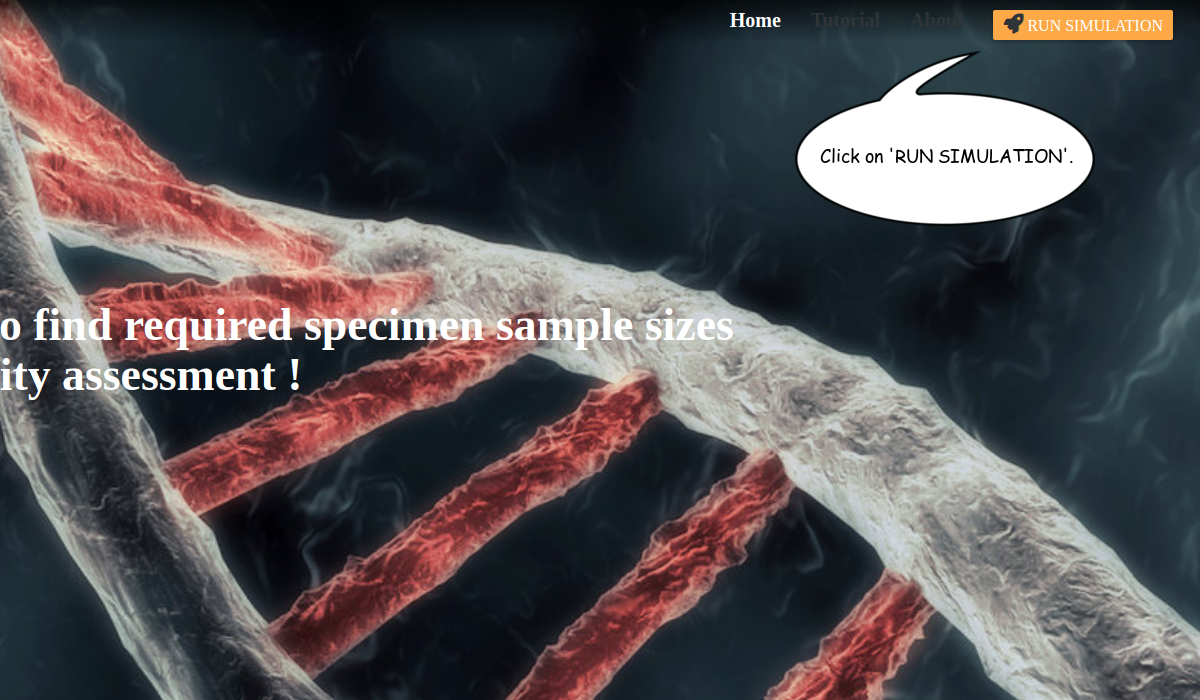 Home Tutorial About RUN SIMULATION
Click on 'RUN SIMULATION'.
o find required specimen sample sizes
ity assessment !